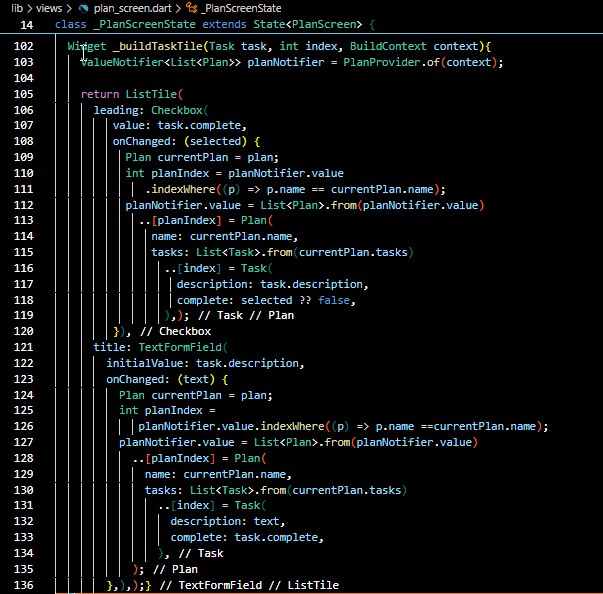 lib > views > plan_screen.dart > _PlanScreenState
14 class _PlanScreenState extends State<PlanScreen> {
102 Widget _buildTaskTile(Task task, int index, BuildContext context){
103 ValueNotifier<List<Plan>> planNotifier = PlanProvider.of(context);
104
105 return ListTile(
106 leading: Checkbox(
107 value: task.complete,
108 onChanged: (selected) {
109 Plan currentPlan = plan;
110 int planIndex = planNotifier.value
111 .indexWhere((p) => p.name == currentPlan.name);
112 planNotifier.value = List<Plan>.from(planNotifier.value)
113 ..[planIndex] = Plan(
114 name: currentPlan.name,
115 tasks: List<Task>.from(currentPlan.tasks)
116 ..[index] = Task(
117 description: task.description,
118 complete: selected ?? false,
119 ),); // Task // Plan
120 }), // Checkbox
121 title: TextFormField(
122 initialValue: task.description,
123 onChanged: (text) {
124 Plan currentPlan = plan;
125 int planIndex =
126 planNotifier.value.indexWhere((p) => p.name ==currentPlan.name);
127 planNotifier.value = List<Plan>.from(planNotifier.value)
128 ..[planIndex] = Plan(
129 name: currentPlan.name,
130 tasks: List<Task>.from(currentPlan.tasks)
131 ..[index] = Task(
132 description: text,
133 complete: task.complete,
134 ), // Task
135 ); // Plan
136 },),);} // TextFormField // ListTile